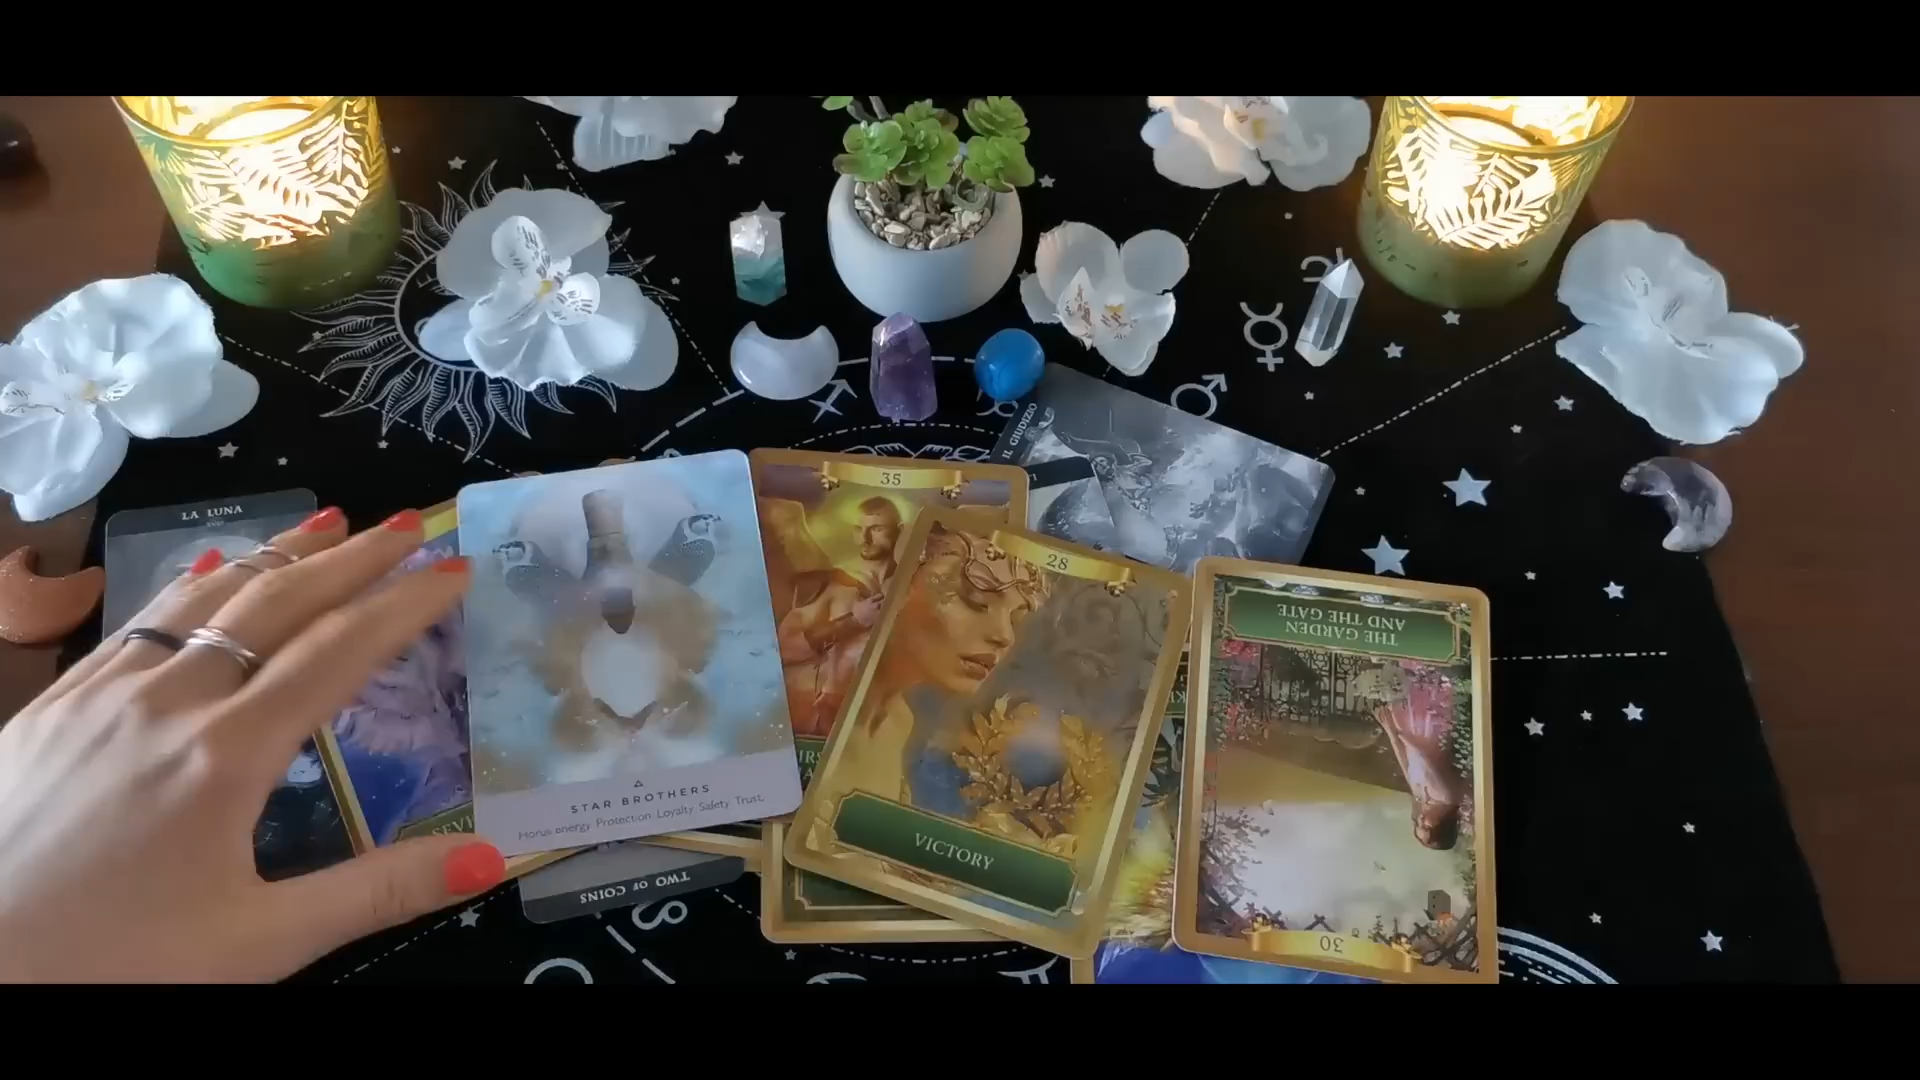 LA LUNA
XVIII
35
IL GIUDIZIO
28
THE GARDEN
AND THE GATE
STAR BROTHERS
Horus energy. Protection. Loyalty. Safety. Trust.
VICTORY
TWO OF COINS
30